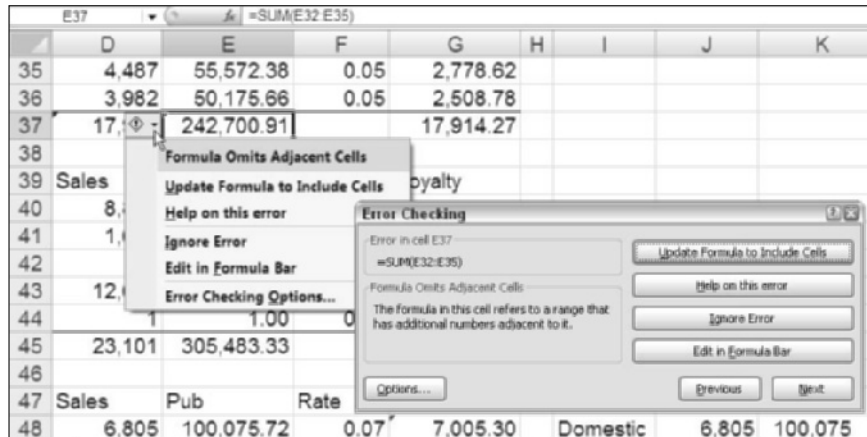 E37 fx =SUM(E32:E35)
D E F G H I J K
35 4,487 55,572.38 0.05 2,778.62
36 3,982 50,175.66 0.05 2,508.78
37 17, 242,700.91 17,914.27
38
Formula Omits Adjacent Cells
39 Sales oyalty
Update Formula to Include Cells
40 8,
Help on this error
41 1,
Ignore Error
42
Edit in Formula Bar
43 12,
Error Checking Options...
44 1 1.00 0
45 23,101 305,483.33
46
47 Sales Pub Rate
48 6,805 100,075.72 0.07 7,005.30 Domestic 6,805 100,075
Error Checking
Error in cell E37
=SUM(E32:E35)
Formula Omits Adjacent Cells
The formula in this cell refers to a range that
has additional numbers adjacent to it.
Update Formula to Include Cells
Help on this error
Ignore Error
Edit in Formula Bar
Options...
Previous
Next